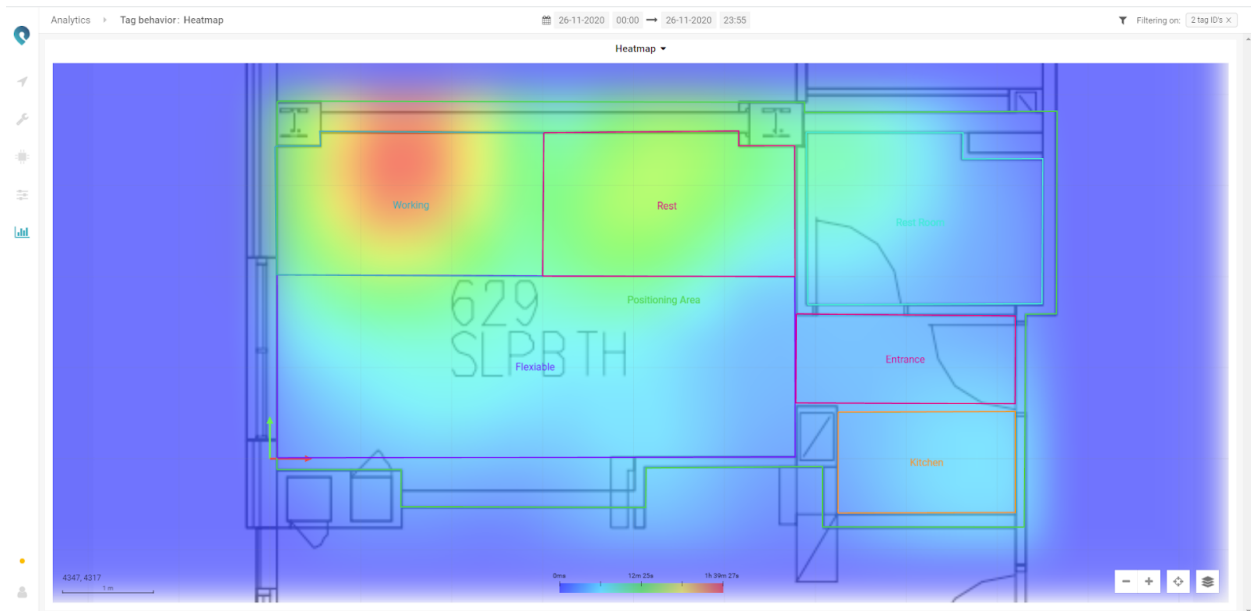 Analytics Tag behavior: Heatmap 26-11-2020 00:00 → 26-11-2020 23:55 Filtering on: 2 tag ID's ×
Heatmap
Working
Rest
Rest Room
629
Positioning Area
SLPBTH
Flexiable
Entrance
Kitchen
4347, 4317
1 m
0ms 12m 25s 1h 39m 27s